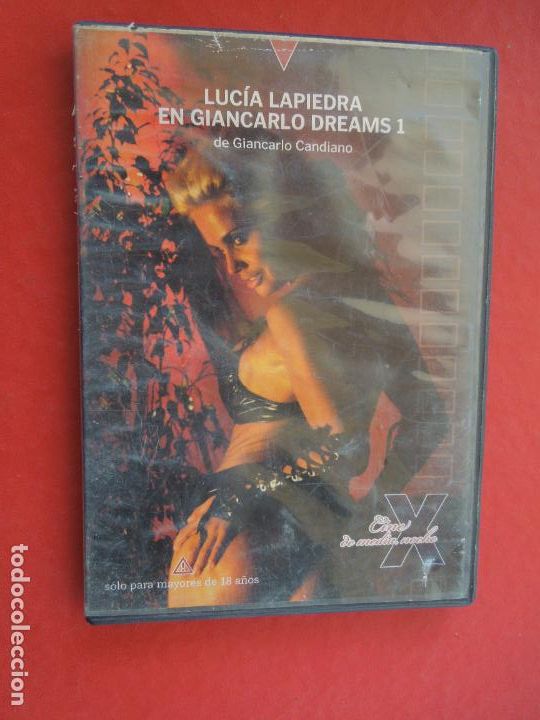 LUCÍA LAPIEDRA
EN GIANCARLO DREAMS 1
de Giancarlo Candiano
X
Cine
de media noche
sólo para mayores de 18 años
todocoleccion